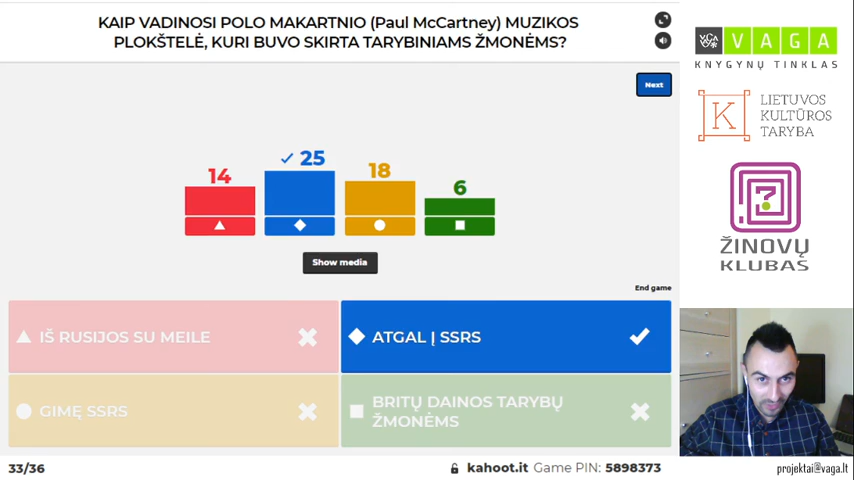 KAIP VADINOSI POLO MAKARTNIO (Paul McCartney) MUZIKOS
PLOKŠTELĖ, KURI BUVO SKIRTA TARYBINIAMS ŽMONĖMS?
Next
14
25
18
6
Show media
End game
IŠ RUSIJOS SU MEILE
ATGAL Į SSRS
GIMĘ SSRS
BRITŲ DAINOS TARYBŲ
ŽMONĖMS
33/36
kahoot.it Game PIN: 5898373
VAGA
VAGA
KNYGYNŲ TINKLAS
K
LIETUVOS
KULTŪROS
TARYBA
?
ŽINOVŲ
KLUBAS
projektai@vaga.lt